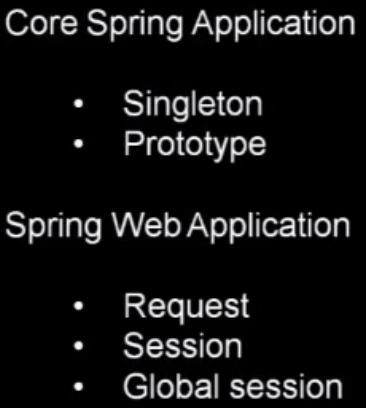 Core Spring Application
• Singleton
• Prototype
Spring Web Application
• Request
• Session
• Global session